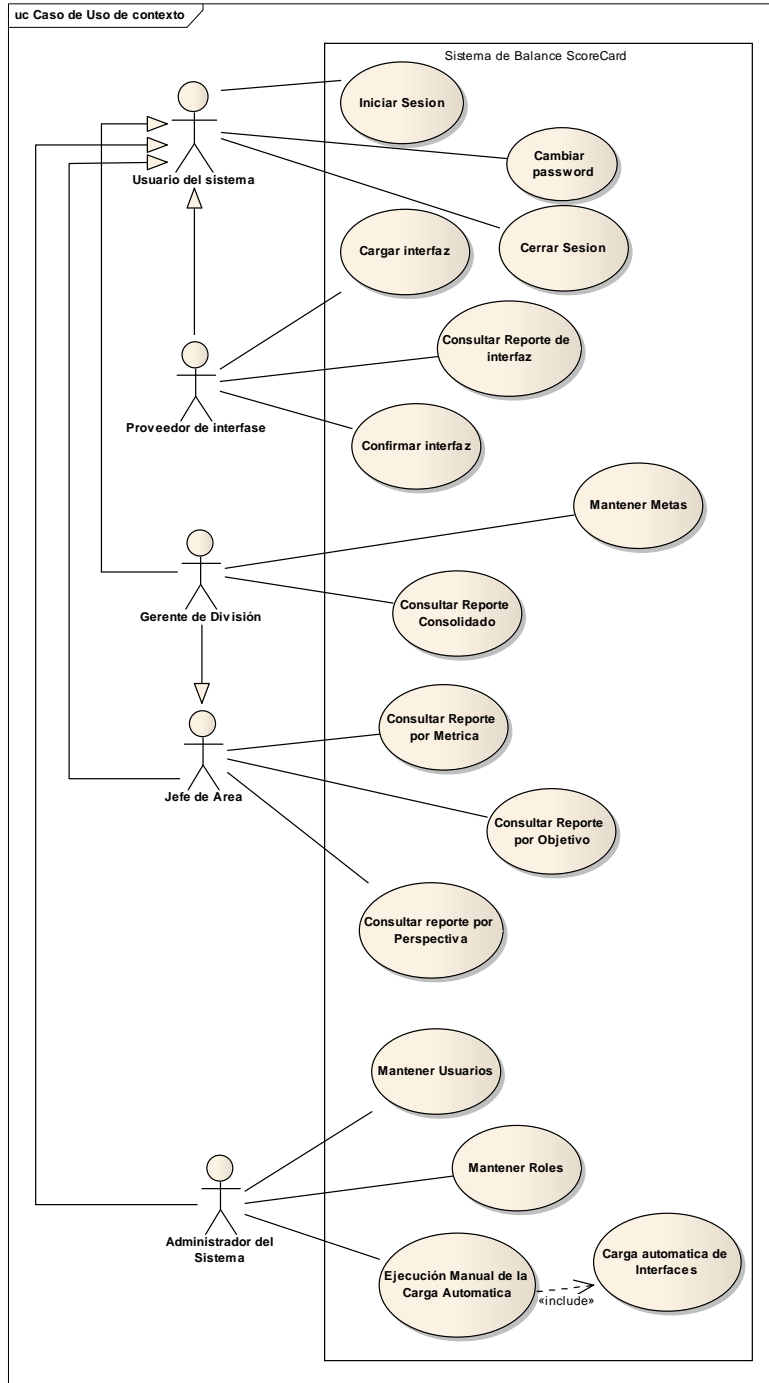 uc Caso de Uso de contexto
Sistema de Balance ScoreCard
Iniciar Sesion
Usuario del sistema
Cambiar
password
Cerrar Sesion
Cargar interfaz
Consultar Reporte de
interfaz
Proveedor de interfase
Confirmar interfaz
Mantener Metas
Gerente de División
Consultar Reporte
Consolidado
Consultar Reporte
por Metrica
Jefe de Area
Consultar Reporte
por Objetivo
Consultar reporte por
Perspectiva
Mantener Usuarios
Mantener Roles
Administrador del
Sistema
Ejecución Manual de la
Carga Automatica
«include»
Carga automatica de
Interfaces